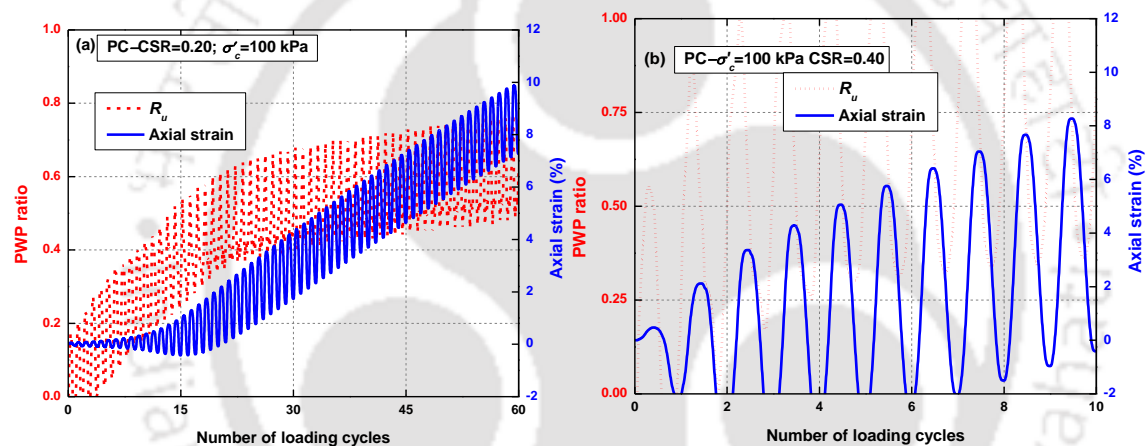 (a) PC–CSR=0.20; σ′c=100 kPa
Ru
Axial strain
PWP ratio
1.0
0.8
0.6
0.4
0.2
0.0
0 15 30 45 60
Number of loading cycles
12
10
8
6
4
2
0
-2
Axial strain (%)
(b) PC–σ′c=100 kPa CSR=0.40
Ru
Axial strain
PWP ratio
1.00
0.75
0.50
0.25
0.00
0 2 4 6 8 10
Number of loading cycles
12
10
8
6
4
2
0
-2
Axial strain (%)